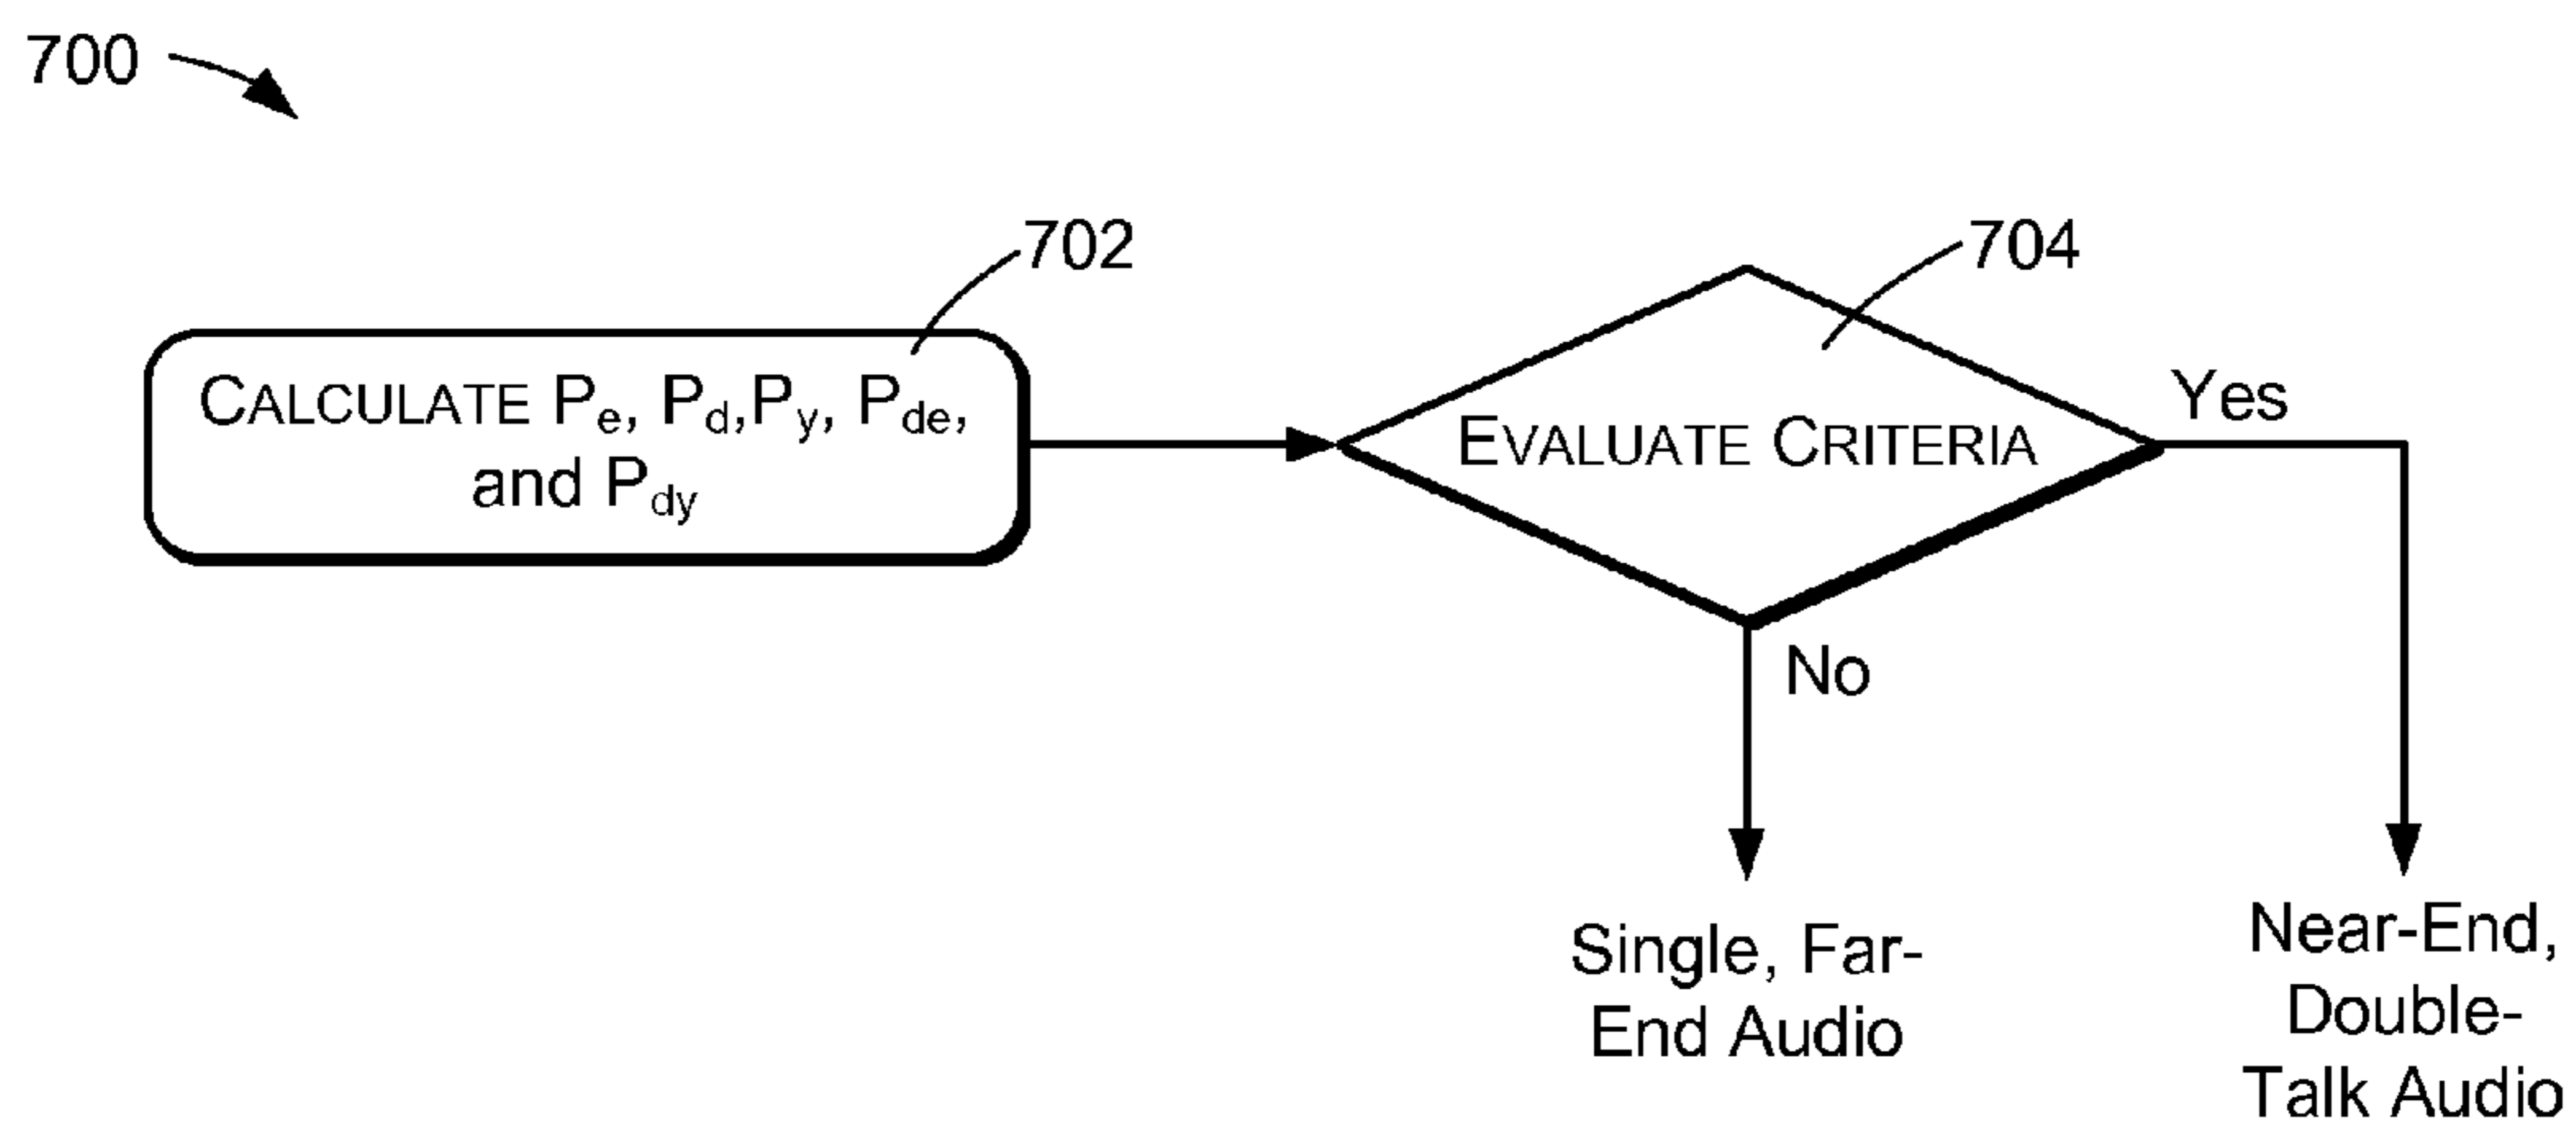 700
702
704
CALCULATE Pe, Pd,Py, Pde,
and Pdy
EVALUATE CRITERIA
Yes
No
Single, Far-
End Audio
Near-End,
Double-
Talk Audio